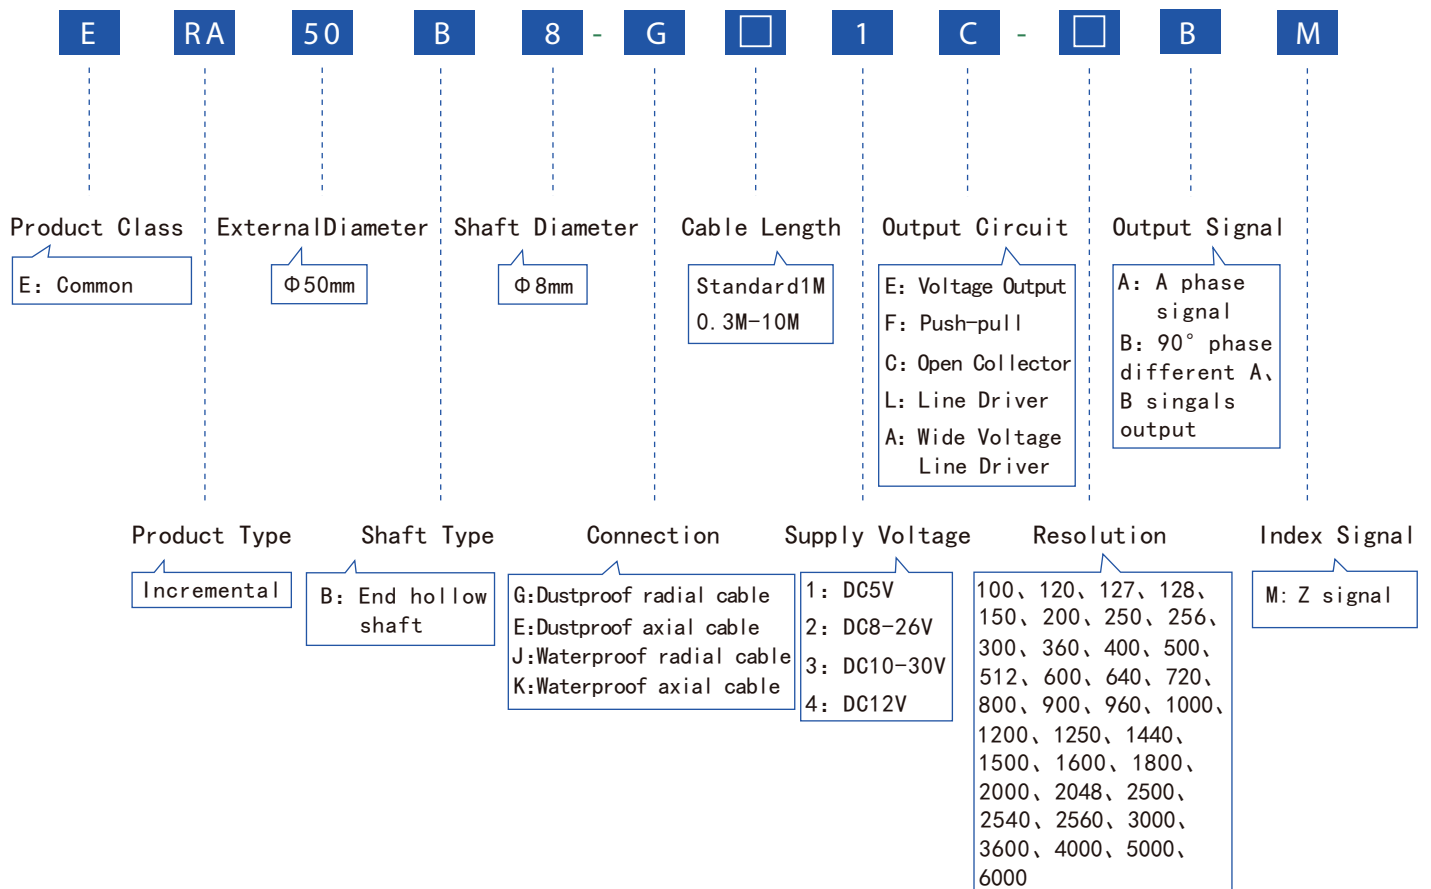 E RA 50 B 8 - G □ 1 C - □ B M
Product Class
E: Common
ExternalDiameter
Φ50mm
Shaft Diameter
Φ8mm
Cable Length
Standard1M
0.3M-10M
Output Circuit
E: Voltage Output
F: Push-pull
C: Open Collector
L: Line Driver
A: Wide Voltage
Line Driver
Output Signal
A: A phase
signal
B: 90° phase
different A、
B singals
output
Product Type
Incremental
Shaft Type
B: End hollow
shaft
Connection
G:Dustproof radial cable
E:Dustproof axial cable
J:Waterproof radial cable
K:Waterproof axial cable
Supply Voltage
1: DC5V
2: DC8-26V
3: DC10-30V
4: DC12V
Resolution
100、120、127、128、
150、200、250、256、
300、360、400、500、
512、600、640、720、
800、900、960、1000、
1200、1250、1440、
1500、1600、1800、
2000、2048、2500、
2540、2560、3000、
3600、4000、5000、
6000
Index Signal
M: Z signal